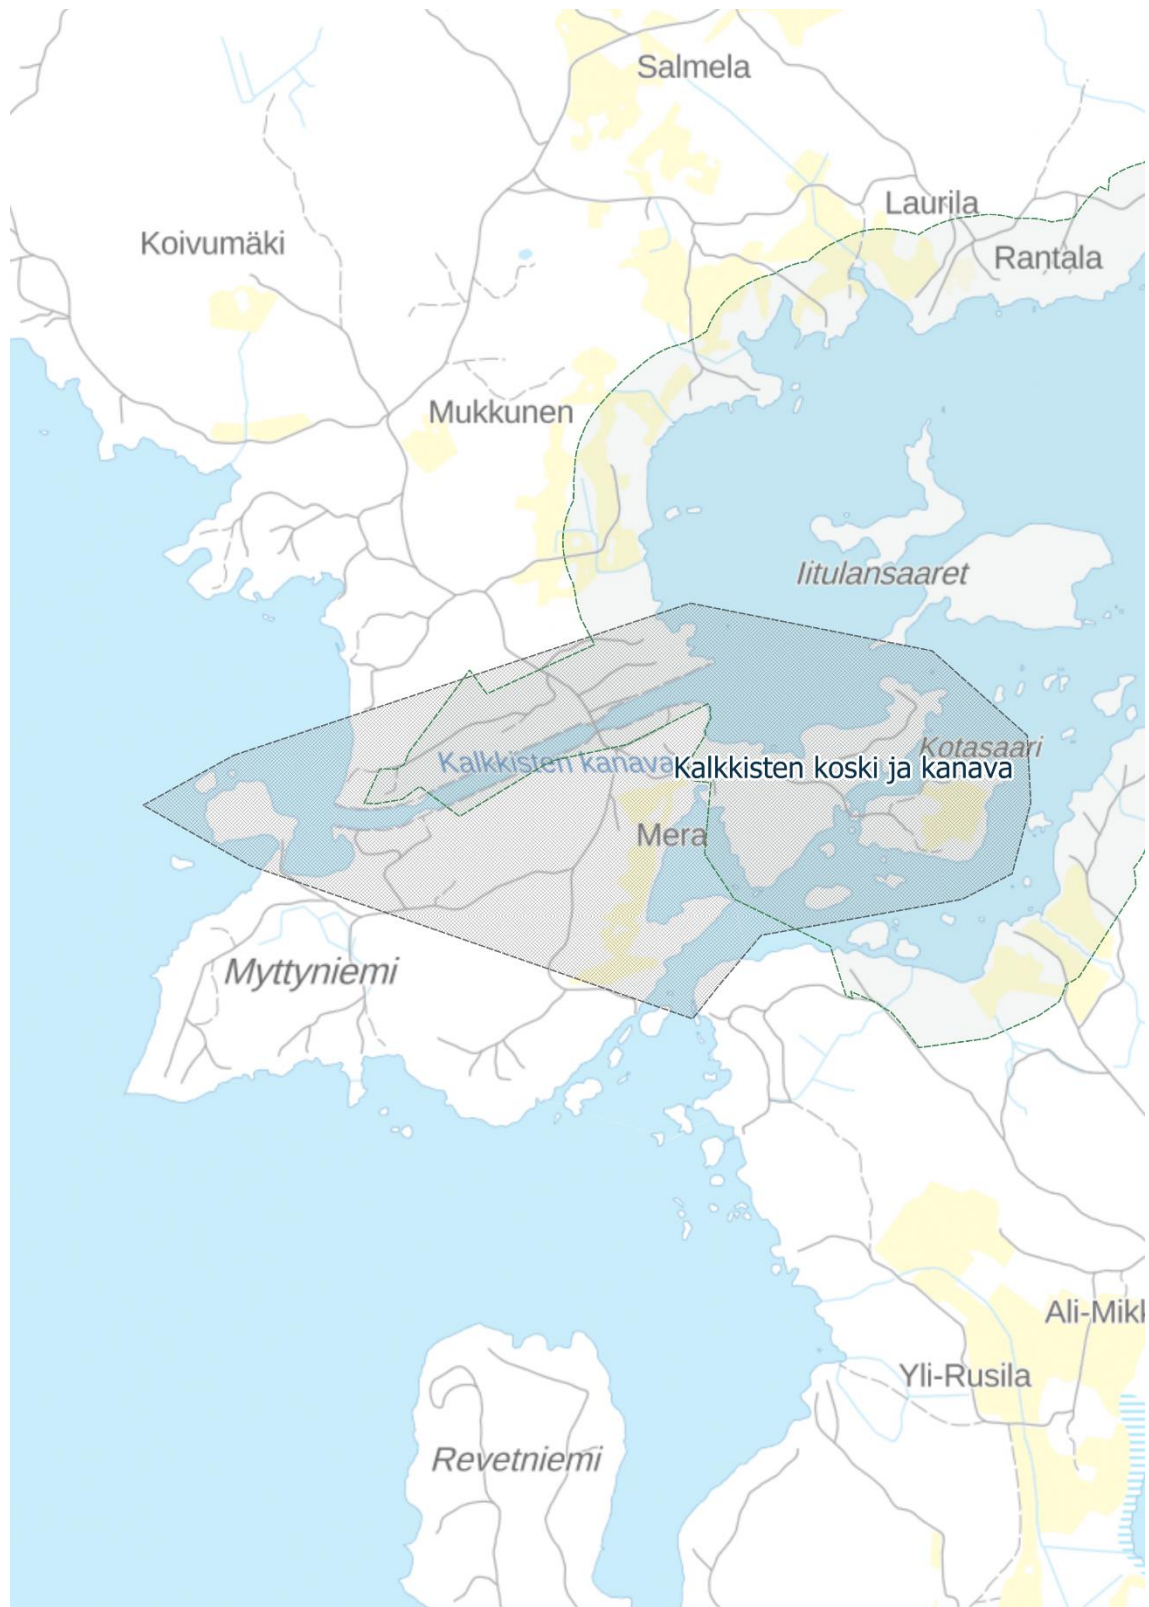 Salmela
Laurila
Koivumäki
Rantala
Mukkunen
Iitulansaaret
Kotasaari
Kalkkisten kanava
Kalkkisten koski ja kanava
Mera
Myttyniemi
Ali-Mikk
Yli-Rusila
Revetniemi